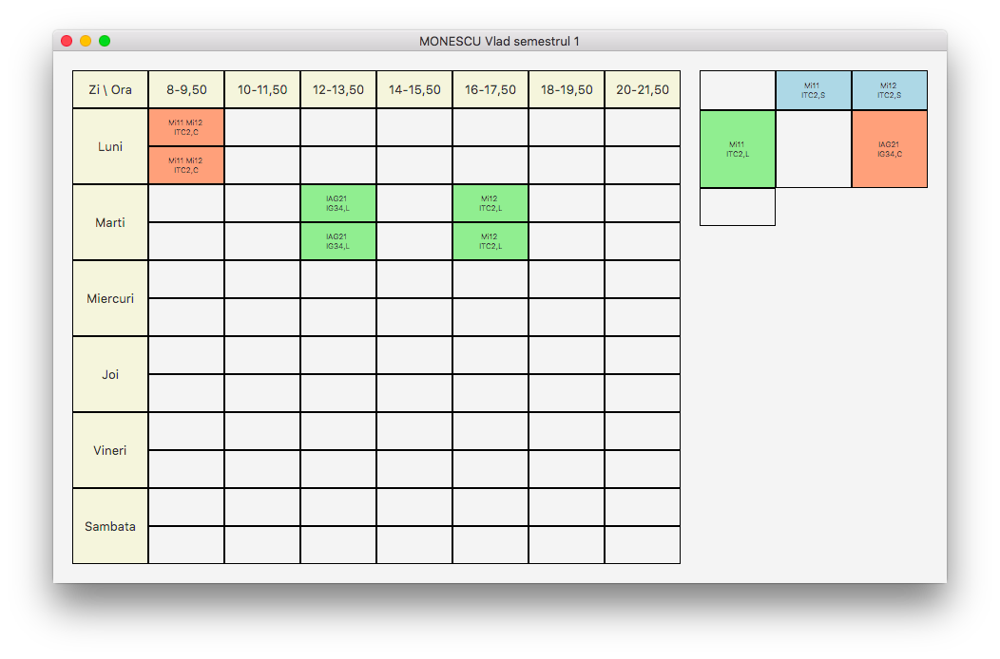 MONESCU Vlad semestrul 1
Zi \ Ora 8-9,50 10-11,50 12-13,50 14-15,50 16-17,50 18-19,50 20-21,50
Luni
Mi11 Mi12
ITC2,C
Mi11 Mi12
ITC2,C
Marti
IAG21
IG34,L
Mi12
ITC2,L
IAG21
IG34,L
Mi12
ITC2,L
Miercuri
Joi
Vineri
Sambata
Mi11
ITC2,S
Mi12
ITC2,S
Mi11
ITC2,L
IAG21
IG34,C